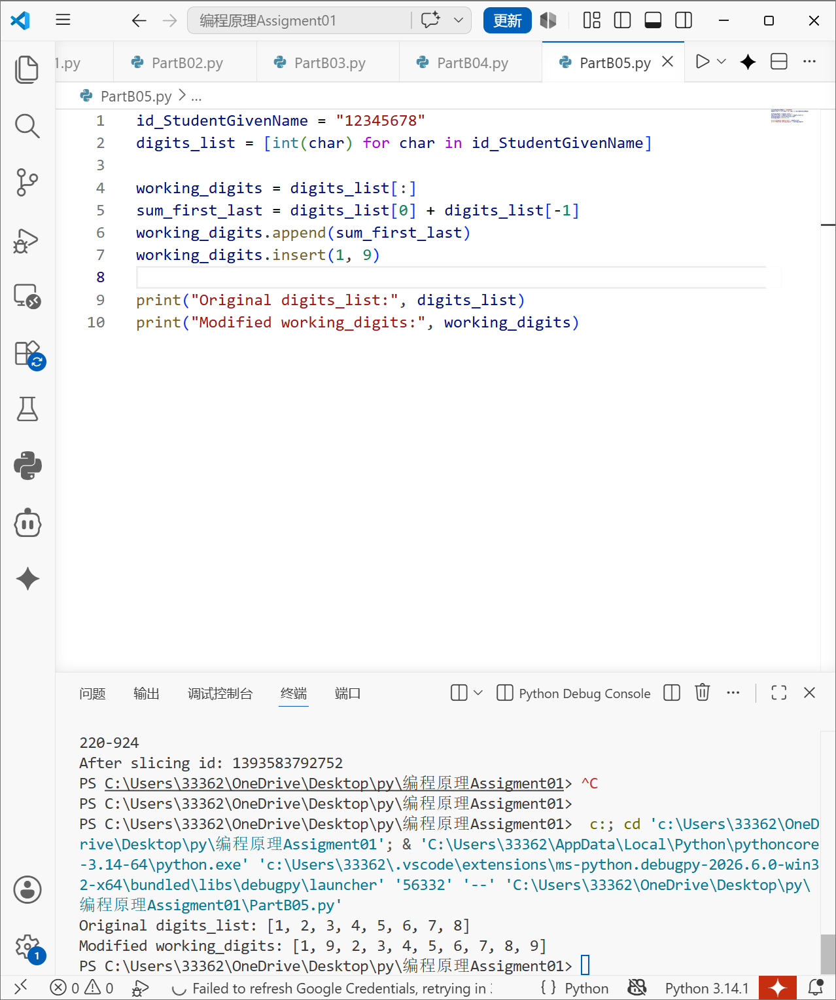 编程原理Assigment01
更新
1.py
PartB02.py
PartB03.py
PartB04.py
PartB05.py
PartB05.py > ...
1 id_StudentGivenName = "12345678"
2 digits_list = [int(char) for char in id_StudentGivenName]
3
4 working_digits = digits_list[:]
5 sum_first_last = digits_list[0] + digits_list[-1]
6 working_digits.append(sum_first_last)
7 working_digits.insert(1, 9)
8
9 print("Original digits_list:", digits_list)
10 print("Modified working_digits:", working_digits)
问题 输出 调试控制台 终端 端口 Python Debug Console
220-924
After slicing id: 1393583792752
PS C:\Users\33362\OneDrive\Desktop\py\编程原理Assigment01> ^C
PS C:\Users\33362\OneDrive\Desktop\py\编程原理Assigment01>
PS C:\Users\33362\OneDrive\Desktop\py\编程原理Assigment01>  c:; cd 'c:\Users\33362\OneD
rive\Desktop\py\编程原理Assigment01'; & 'C:\Users\33362\AppData\Local\Python\pythoncore
-3.14-64\python.exe' 'c:\Users\33362\.vscode\extensions\ms-python.debugpy-2026.6.0-win3
2-x64\bundled\libs\debugpy\launcher' '56332' '--' 'C:\Users\33362\OneDrive\Desktop\py\
编程原理Assigment01\PartB05.py'
Original digits_list: [1, 2, 3, 4, 5, 6, 7, 8]
Modified working_digits: [1, 9, 2, 3, 4, 5, 6, 7, 8, 9]
PS C:\Users\33362\OneDrive\Desktop\py\编程原理Assigment01>
1
0 0 Failed to refresh Google Credentials, retrying in {} Python Python 3.14.1